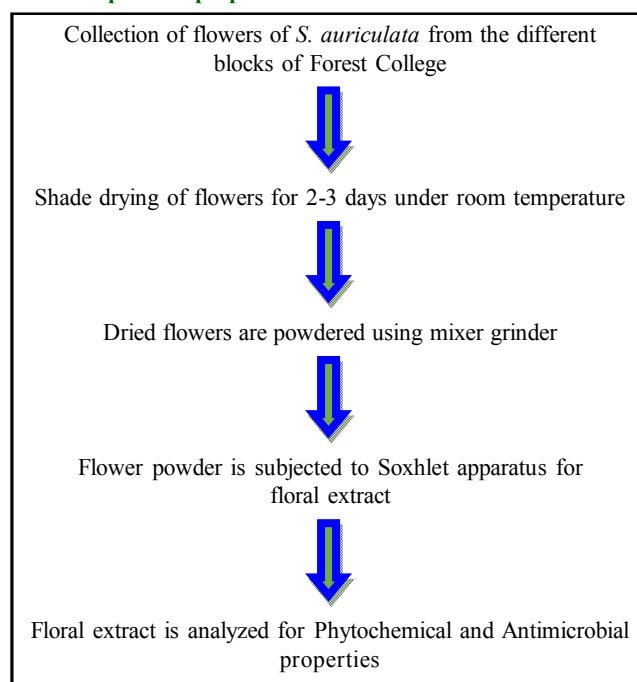 Collection of flowers of S. auriculata from the different
blocks of Forest College
Shade drying of flowers for 2-3 days under room temperature
Dried flowers are powdered using mixer grinder
Flower powder is subjected to Soxhlet apparatus for
floral extract
Floral extract is analyzed for Phytochemical and Antimicrobial
properties